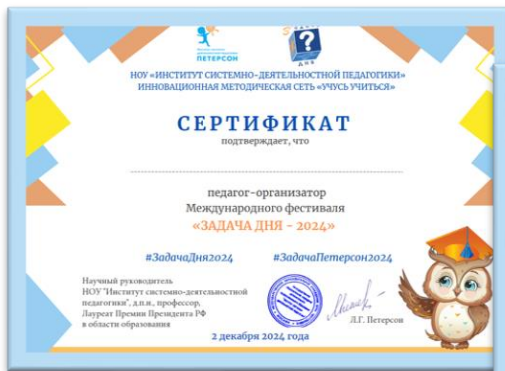 ПЕТЕРСОН
?
ДНЯ
НОУ «ИНСТИТУТ СИСТЕМНО-ДЕЯТЕЛЬНОСТНОЙ ПЕДАГОГИКИ»
ИННОВАЦИОННАЯ МЕТОДИЧЕСКАЯ СЕТЬ «УЧУСЬ УЧИТЬСЯ»
СЕРТИФИКАТ
подтверждает, что
педагог-организатор
Международного фестиваля
«ЗАДАЧА ДНЯ - 2024»
#ЗадачаДня2024 #ЗадачаПетерсон2024
Научный руководитель
НОУ "Институт системно-деятельностной
педагогики", д.п.н., профессор,
Лауреат Премии Президента РФ
в области образования
Л.Г. Петерсон
2 декабря 2024 года